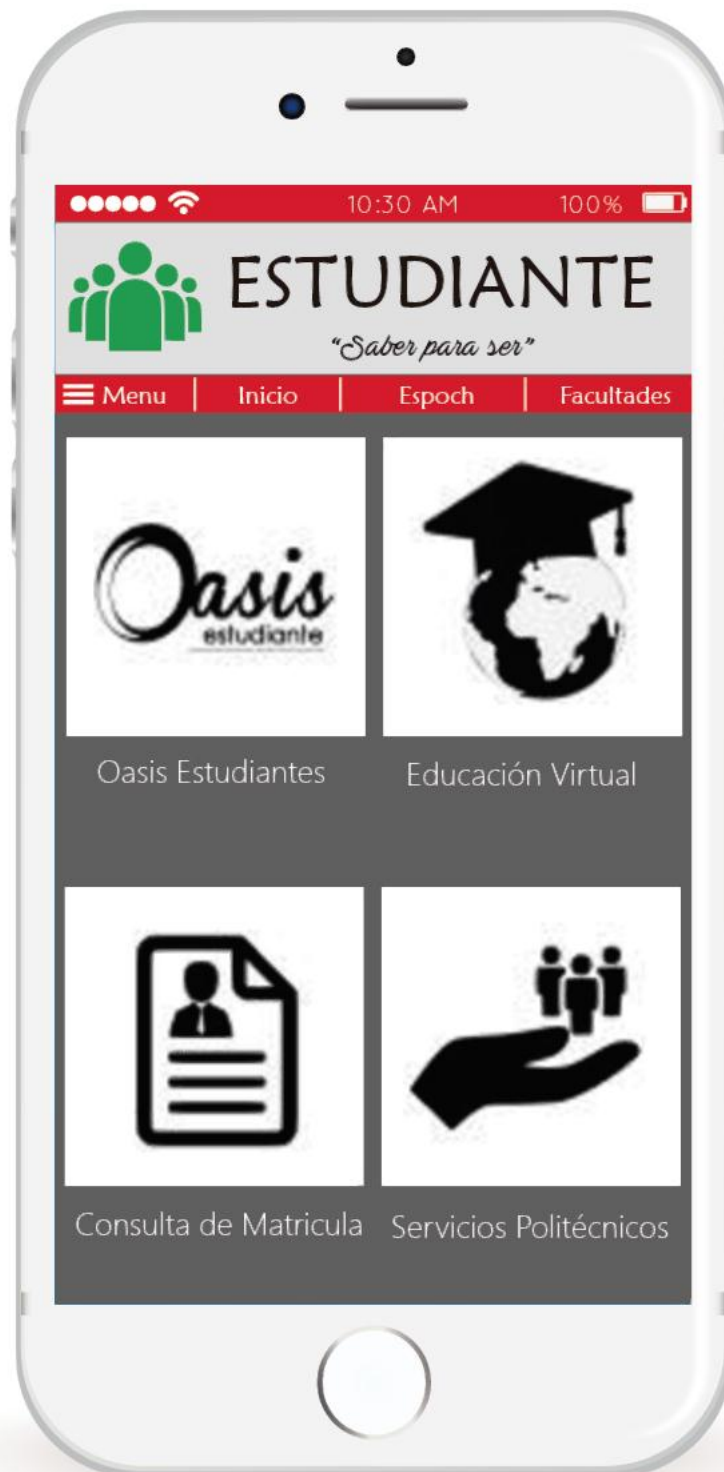 10:30 AM 100%
ESTUDIANTE
“Saber para ser”
Menu Inicio Espoch Facultades
Oasis
estudiante
Oasis Estudiantes Educación Virtual
Consulta de Matricula Servicios Politécnicos